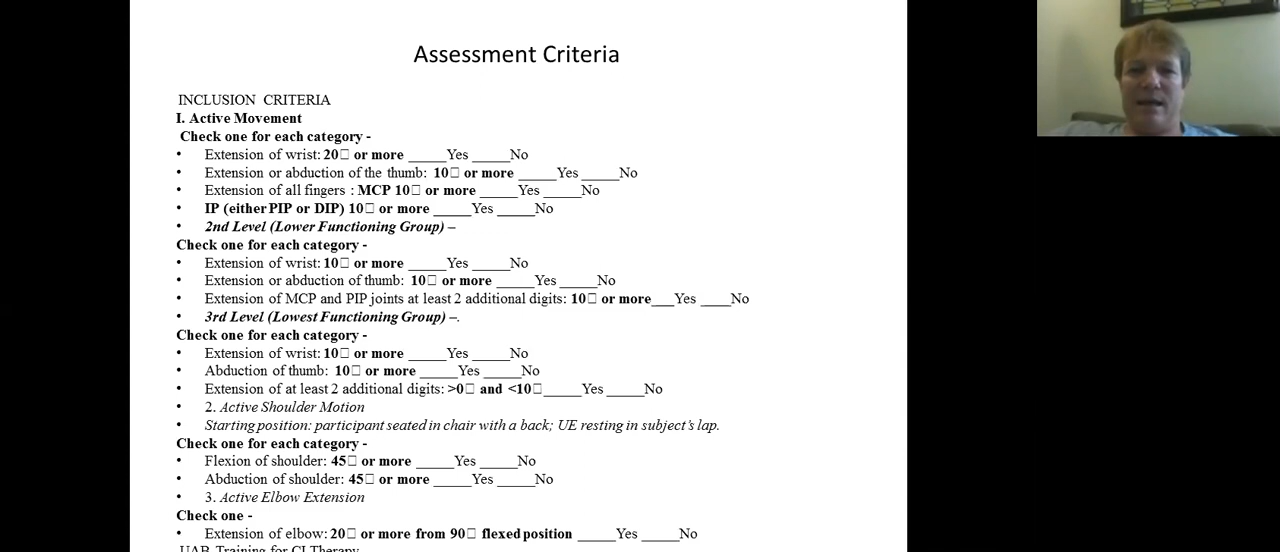 Assessment Criteria
INCLUSION CRITERIA
I. Active Movement
Check one for each category -
• Extension of wrist: 20□ or more _____Yes _____No
• Extension or abduction of the thumb: 10□ or more _____Yes _____No
• Extension of all fingers : MCP 10□ or more _____Yes _____No
• IP (either PIP or DIP) 10□ or more _____Yes _____No
• 2nd Level (Lower Functioning Group) –
Check one for each category -
• Extension of wrist: 10□ or more _____Yes _____No
• Extension or abduction of thumb: 10□ or more _____Yes _____No
• Extension of MCP and PIP joints at least 2 additional digits: 10□ or more___Yes ____No
• 3rd Level (Lowest Functioning Group) –.
Check one for each category -
• Extension of wrist: 10□ or more _____Yes _____No
• Abduction of thumb: 10□ or more _____Yes _____No
• Extension of at least 2 additional digits: >0□ and <10□_____Yes _____No
• 2. Active Shoulder Motion
• Starting position: participant seated in chair with a back; UE resting in subject's lap.
Check one for each category -
• Flexion of shoulder: 45□ or more _____Yes _____No
• Abduction of shoulder: 45□ or more _____Yes _____No
• 3. Active Elbow Extension
Check one -
• Extension of elbow: 20□ or more from 90□ flexed position _____Yes _____No
UAB Training for CI Therapy